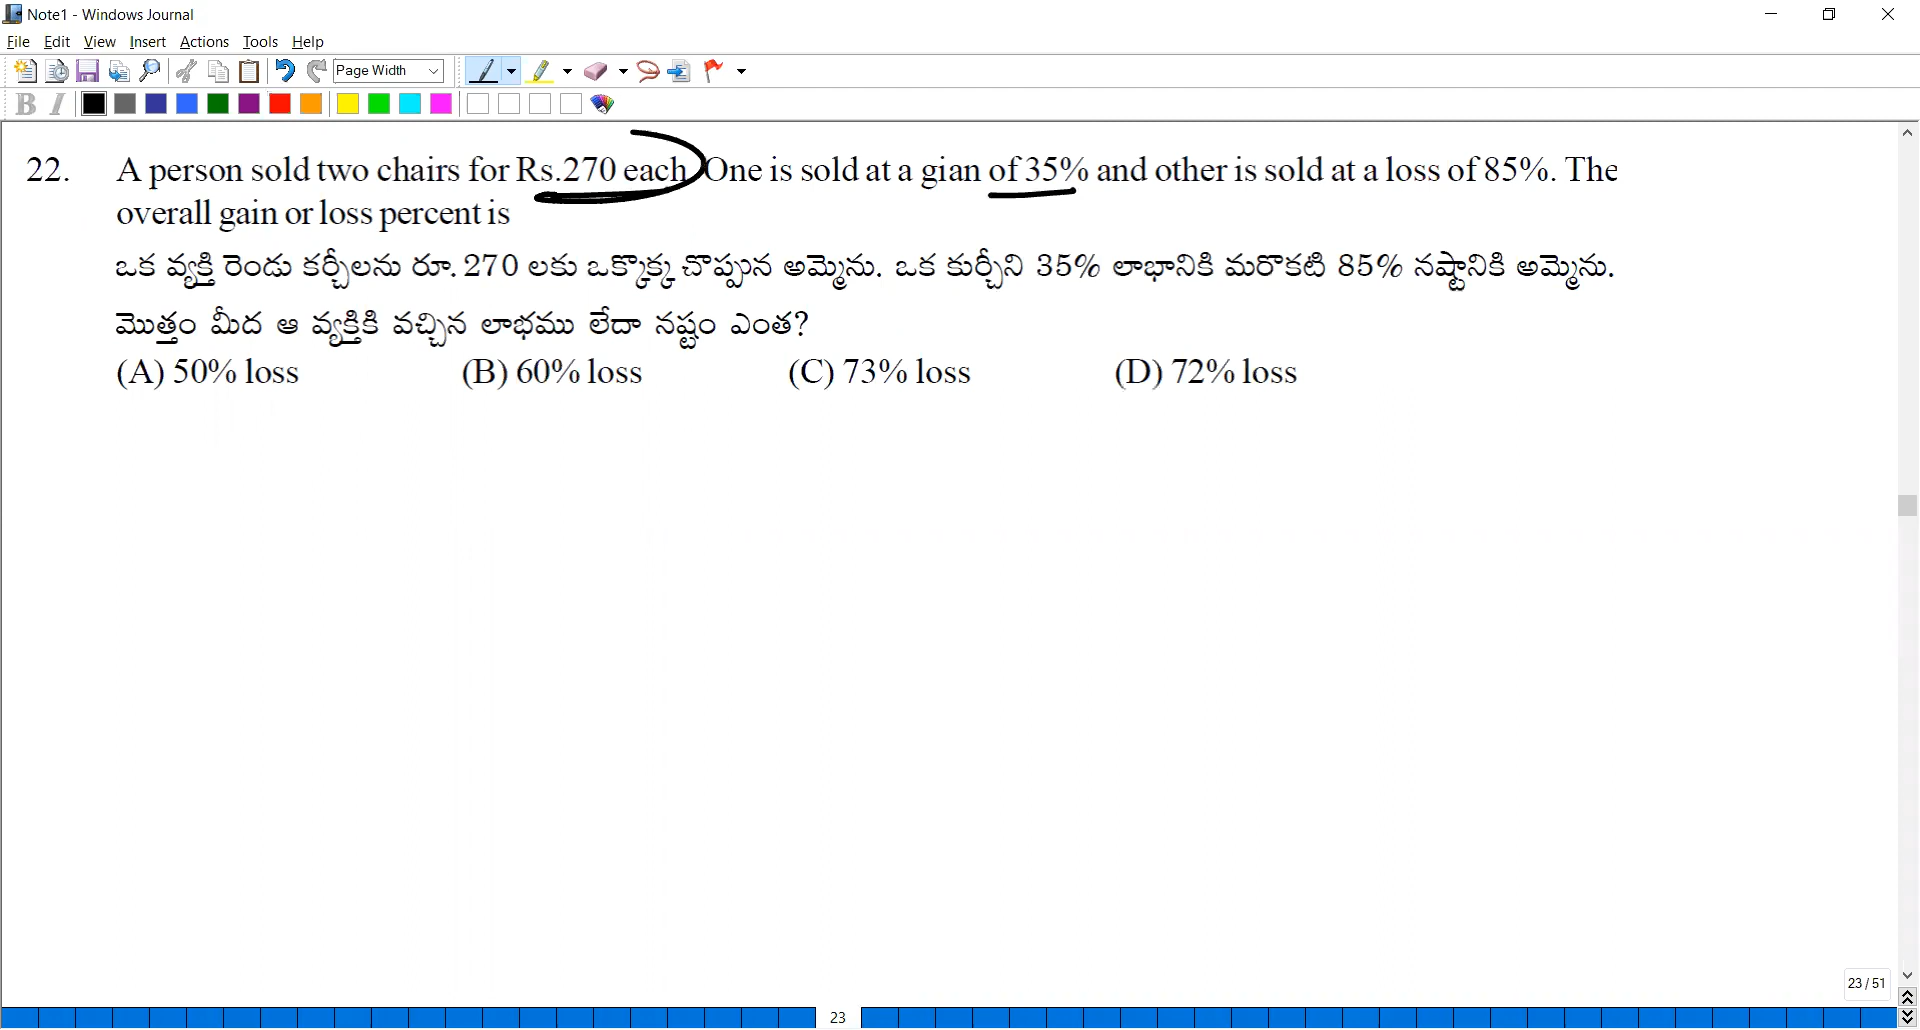 Note1 - Windows Journal
File Edit View Insert Actions Tools Help
Page Width
B I
22. A person sold two chairs for Rs.270 each One is sold at a gian of 35% and other is sold at a loss of 85%. The
overall gain or loss percent is
ఒక వ్యక్తి రెండు కర్చీలను రూ. 270 లకు ఒక్కొక్క చొప్పున అమ్మెను. ఒక కుర్చీని 35% లాభానికి మరొకటి 85% నష్టానికి అమ్మెను.
మొత్తం మీద ఆ వ్యక్తికి వచ్చిన లాభము లేదా నష్టం ఎంత?
(A) 50% loss (B) 60% loss (C) 73% loss (D) 72% loss
23 / 51
23